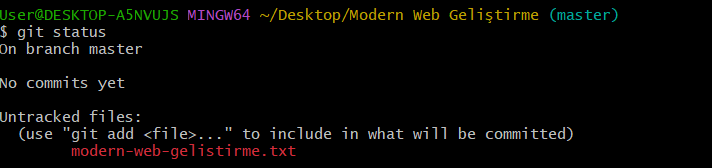 User@DESKTOP-A5NVUJS MINGW64 ~/Desktop/Modern Web Geliştirme (master)
$ git status
On branch master
No commits yet
Untracked files:
  (use "git add <file>..." to include in what will be committed)
        modern-web-gelistirme.txt